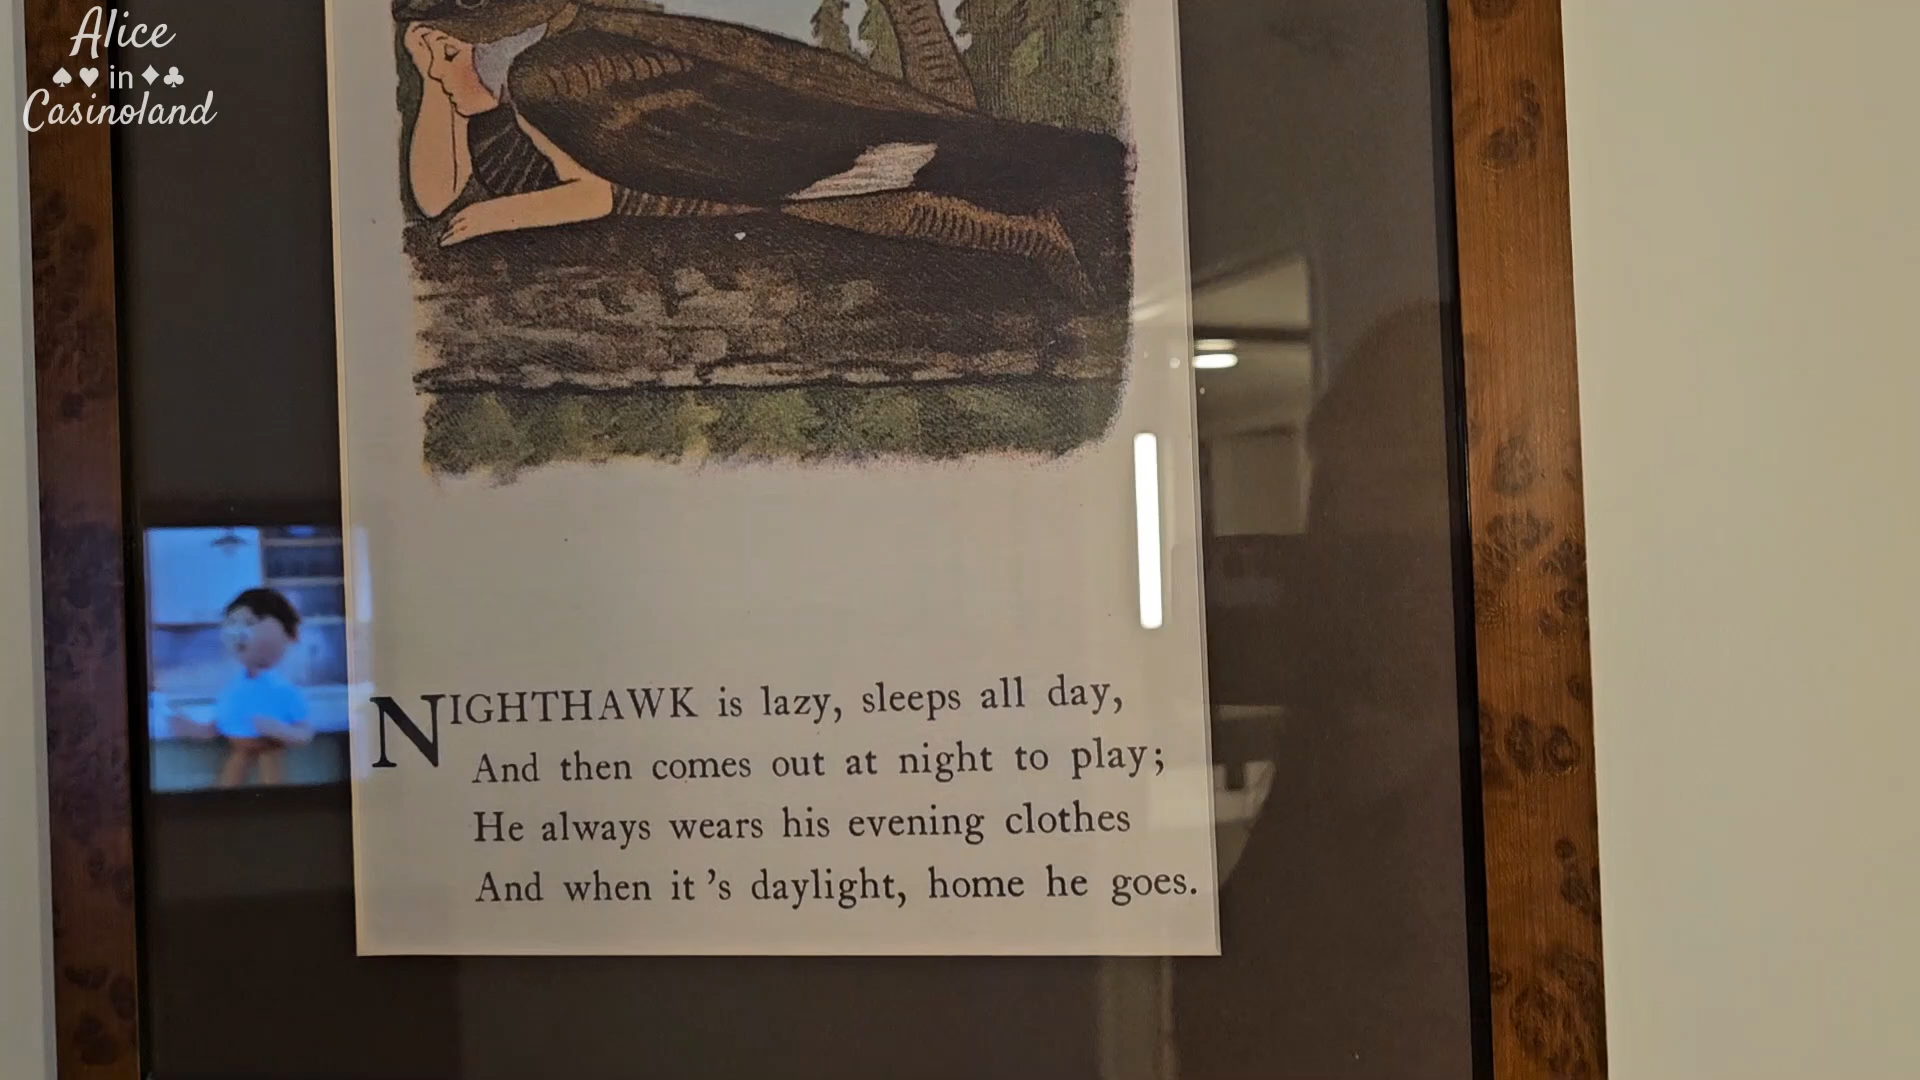 Alice
♠♥in♦♣
Casinoland
NIGHTHAWK is lazy, sleeps all day,
And then comes out at night to play;
He always wears his evening clothes
And when it 's daylight, home he goes.